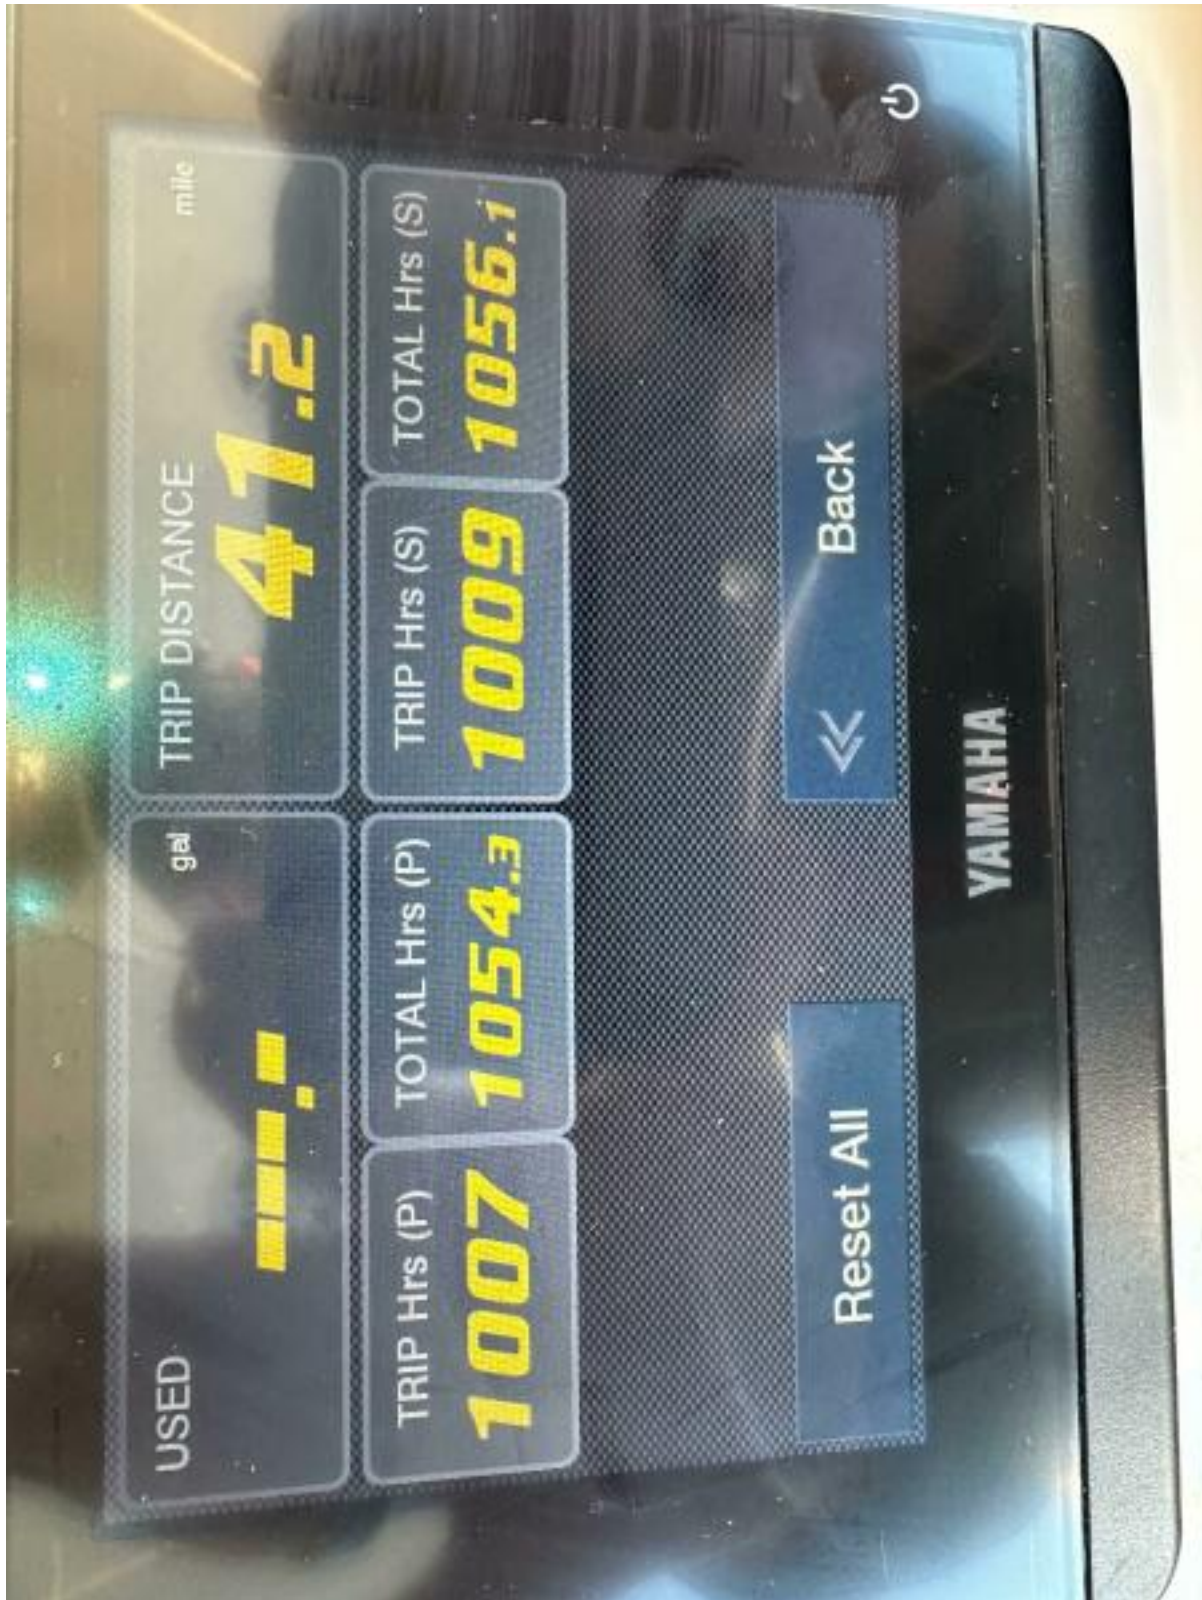 USED gal
---.-
TRIP DISTANCE mile
41.2
TRIP Hrs (P)
1007
TOTAL Hrs (P)
1054.3
TRIP Hrs (S)
1009
TOTAL Hrs (S)
1056.1
Reset All
Back
YAMAHA